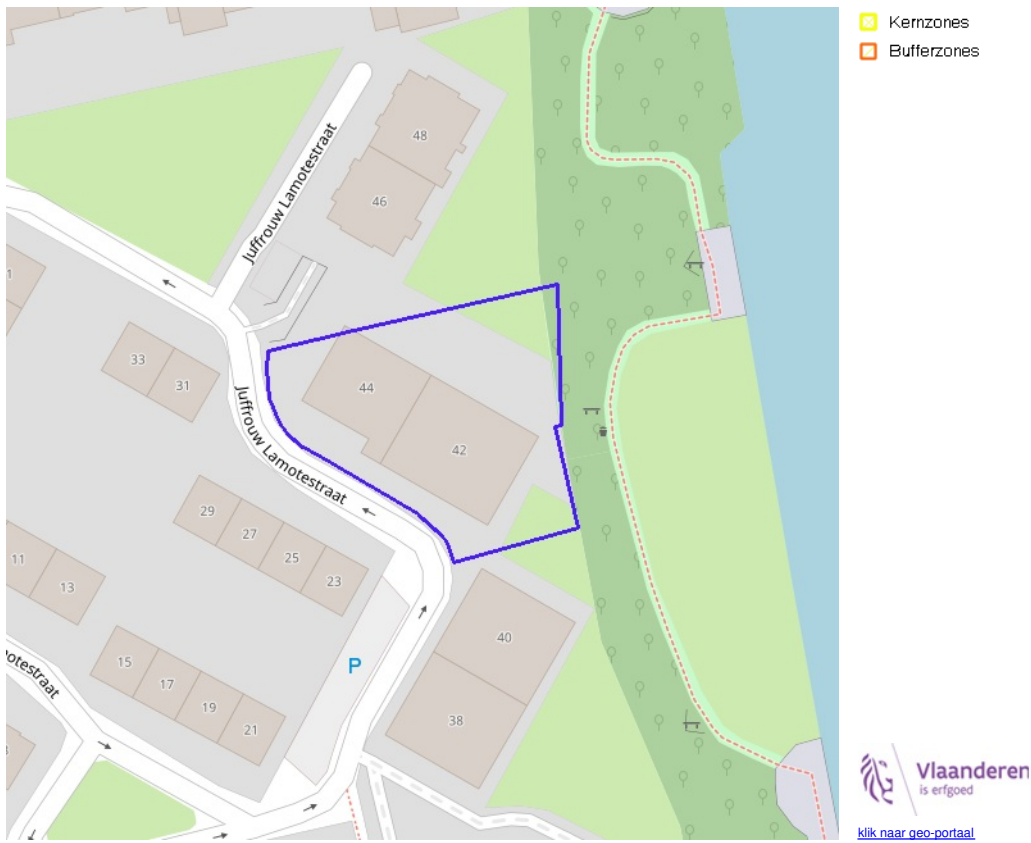 Kernzones
Bufferzones
48
46
Juffrouw Lamotestraat
33
31
44
42
Juffrouw Lamotestraat
29
27
25
23
11
13
40
15
17
19
21
P
38
otestraat
Vlaanderen
is erfgoed
klik naar geo-portaal